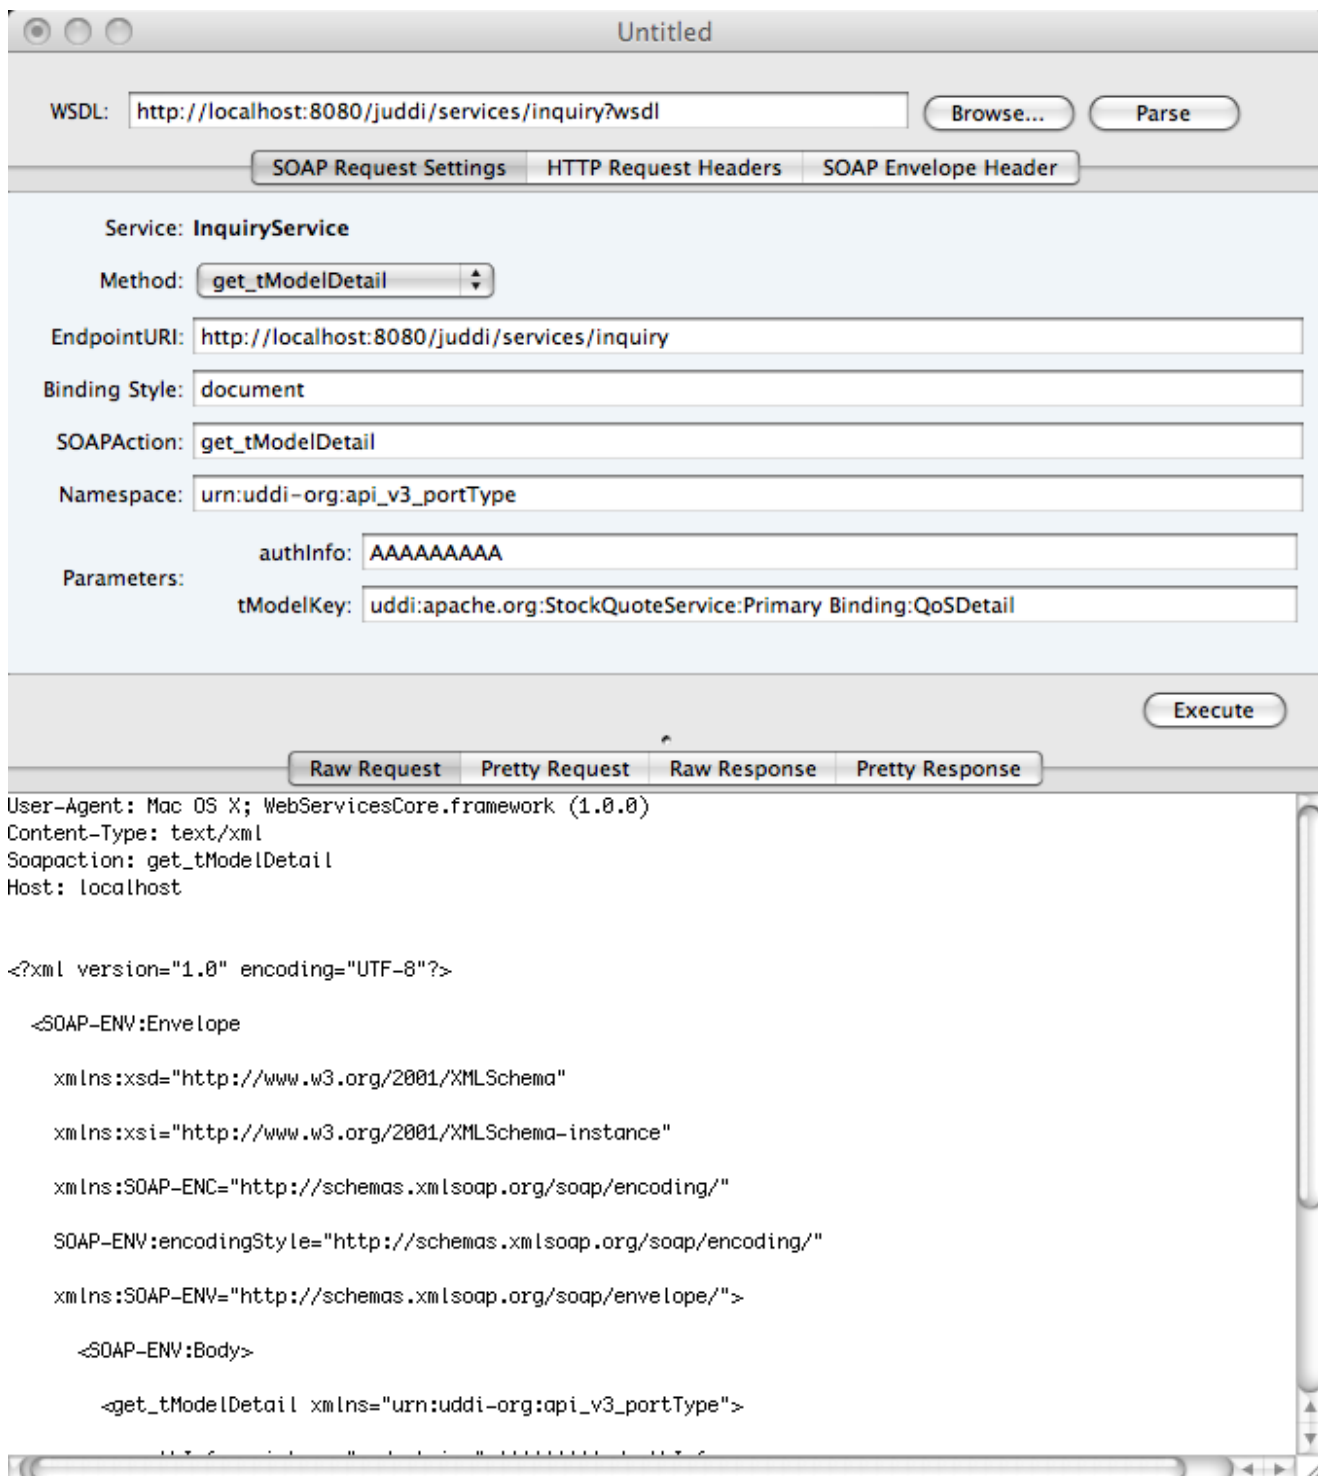 Untitled
WSDL: http://localhost:8080/juddi/services/inquiry?wsdl Browse... Parse
SOAP Request Settings HTTP Request Headers SOAP Envelope Header
Service: InquiryService
Method: get_tModelDetail
EndpointURI: http://localhost:8080/juddi/services/inquiry
Binding Style: document
SOAPAction: get_tModelDetail
Namespace: urn:uddi-org:api_v3_portType
Parameters:
authInfo: AAAAAAAAA
tModelKey: uddi:apache.org:StockQuoteService:Primary Binding:QoSDetail
Execute
Raw Request Pretty Request Raw Response Pretty Response
User-Agent: Mac OS X; WebServicesCore.framework (1.0.0)
Content-Type: text/xml
Soapaction: get_tModelDetail
Host: localhost
<?xml version="1.0" encoding="UTF-8"?>
<SOAP-ENV:Envelope
xmlns:xsd="http://www.w3.org/2001/XMLSchema"
xmlns:xsi="http://www.w3.org/2001/XMLSchema-instance"
xmlns:SOAP-ENC="http://schemas.xmlsoap.org/soap/encoding/"
SOAP-ENV:encodingStyle="http://schemas.xmlsoap.org/soap/encoding/"
xmlns:SOAP-ENV="http://schemas.xmlsoap.org/soap/envelope/">
<SOAP-ENV:Body>
<get_tModelDetail xmlns="urn:uddi-org:api_v3_portType">